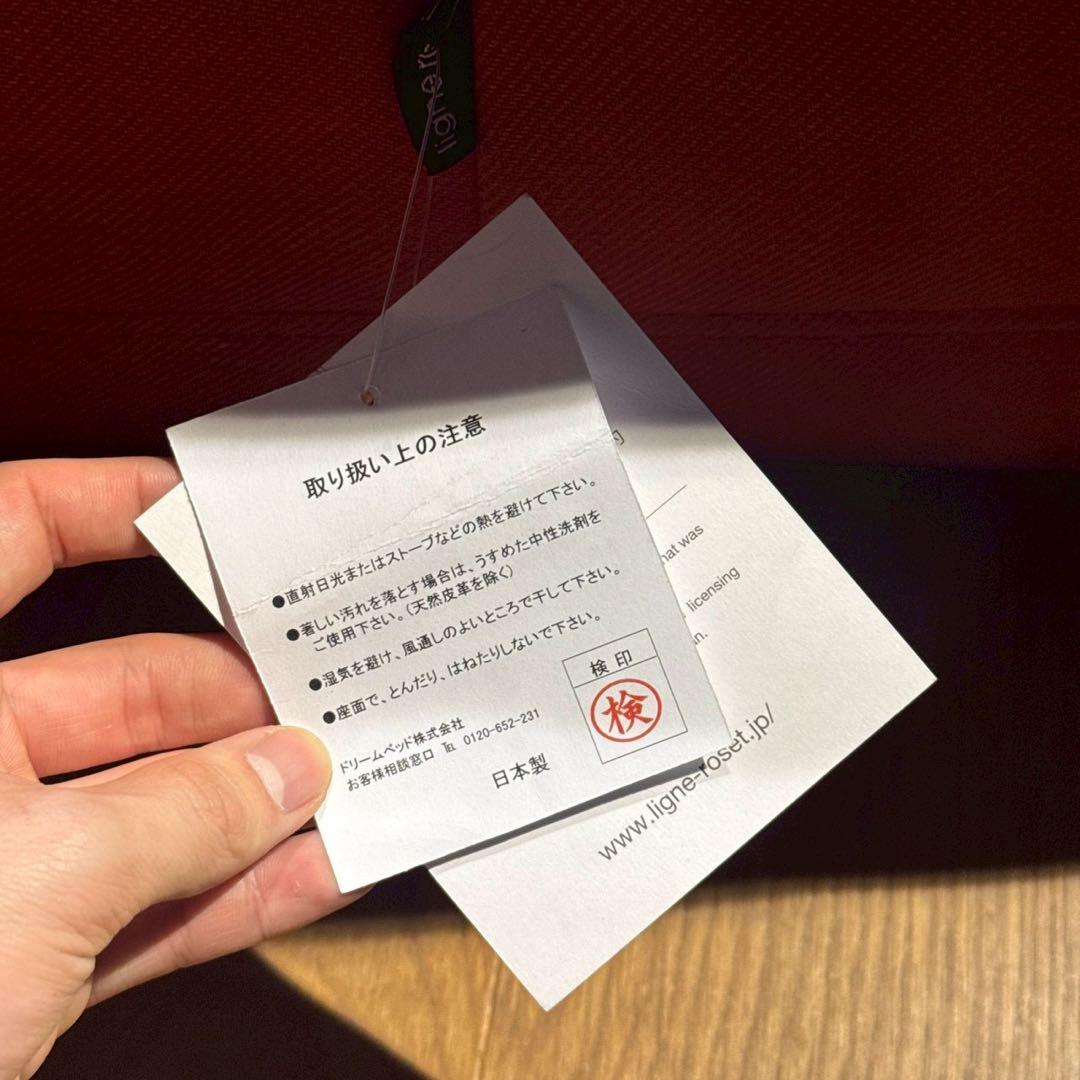 取り扱い上の注意
●直射日光またはストーブなどの熱を避けて下さい。
●著しい汚れを落とす場合は、うすめた中性洗剤を
ご使用下さい。(天然皮革を除く)
●湿気を避け、風通しのよいところで干して下さい。
●座面で、とんだり、はねたりしないで下さい。
検印
検
ドリームベッド株式会社
お客様相談窓口 ℡ 0120-652-231
日本製
was
licensing
www.ligne-roset.jp/